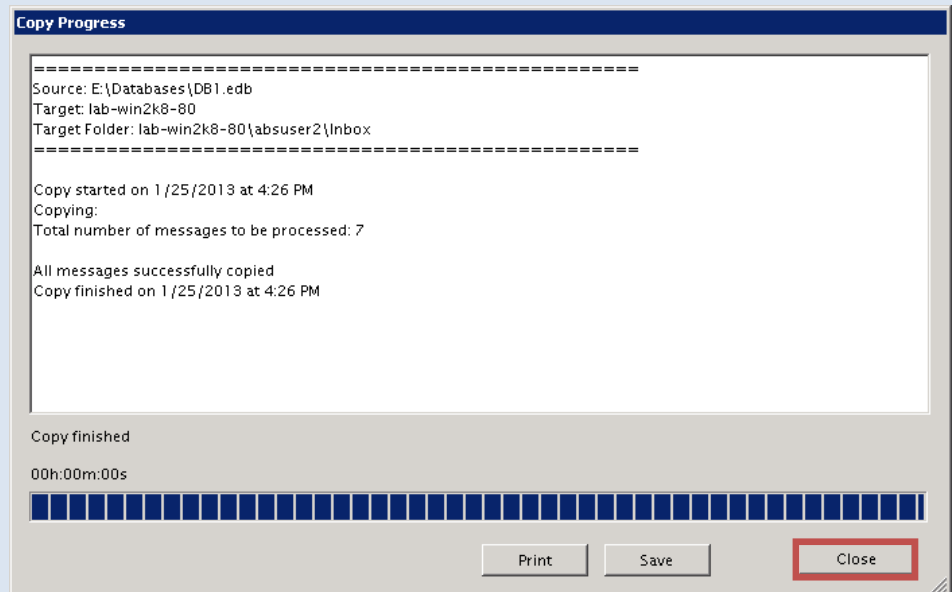 Copy Progress
==================================================
Source: E:\Databases\DB1.edb
Target: lab-win2k8-80
Target Folder: lab-win2k8-80\absuser2\Inbox
==================================================
Copy started on 1/25/2013 at 4:26 PM
Copying:
Total number of messages to be processed: 7
All messages successfully copied
Copy finished on 1/25/2013 at 4:26 PM
Copy finished
00h:00m:00s
Print Save Close